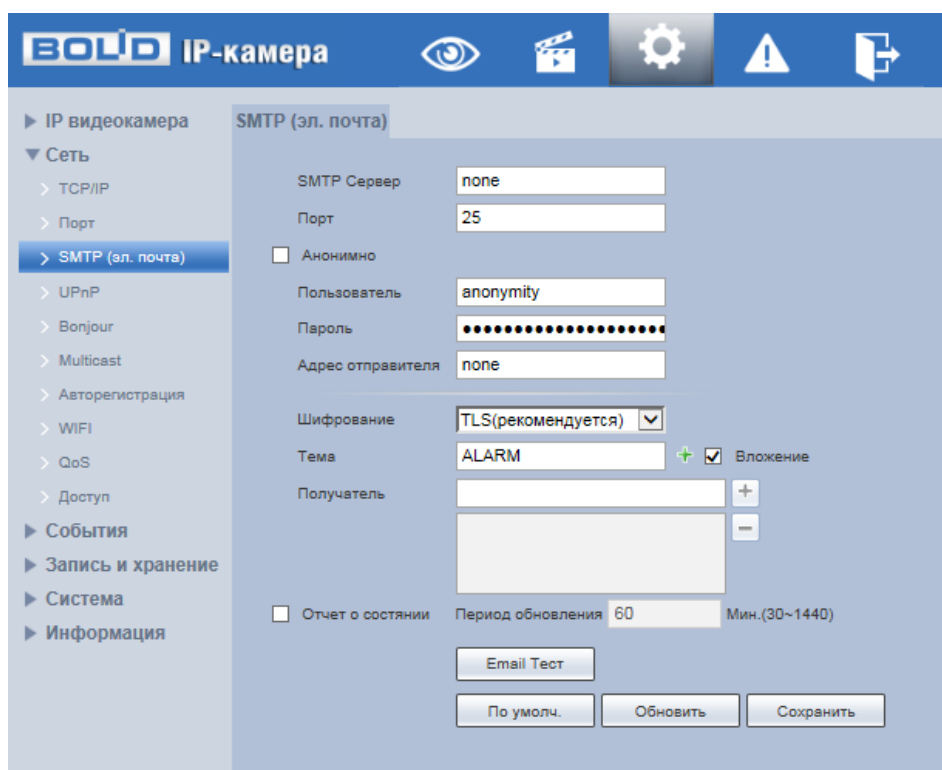 BOLID IP-камера
IP видеокамера
Сеть
TCP/IP
Порт
SMTP (эл. почта)
UPnP
Bonjour
Multicast
Авторегистрация
WIFI
QoS
Доступ
События
Запись и хранение
Система
Информация
SMTP (эл. почта)
SMTP Сервер none
Порт 25
Анонимно
Пользователь anonymity
Пароль ●●●●●●●●●●●●●●●●●●●●
Адрес отправителя none
Шифрование TLS(рекомендуется)
Тема ALARM Вложение
Получатель
Отчет о состянии Период обновления 60 Мин.(30~1440)
Email Тест
По умолч. Обновить Сохранить